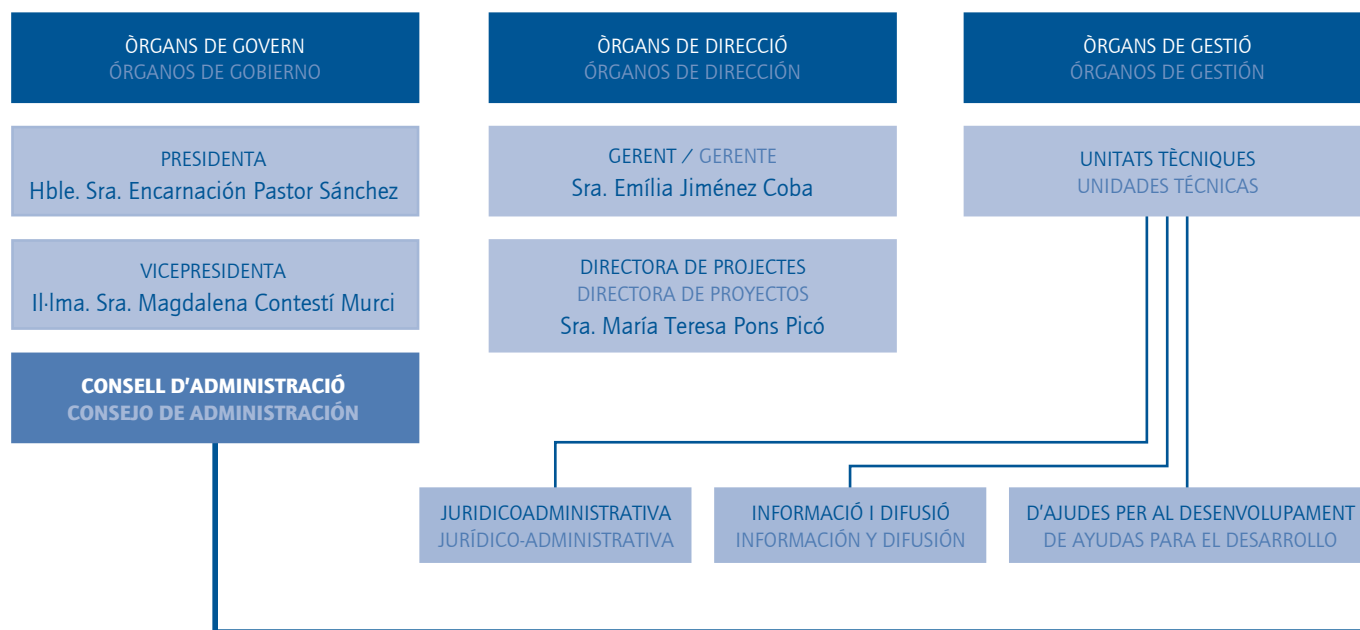 ÒRGANS DE GOVERN
ÓRGANOS DE GOBIERNO
PRESIDENTA
Hble. Sra. Encarnación Pastor Sánchez
VICEPRESIDENTA
Il·lma. Sra. Magdalena Contestí Murci
CONSELL D'ADMINISTRACIÓ
CONSEJO DE ADMINISTRACIÓN
ÒRGANS DE DIRECCIÓ
ÓRGANOS DE DIRECCIÓN
GERENT / GERENTE
Sra. Emília Jiménez Coba
DIRECTORA DE PROJECTES
DIRECTORA DE PROYECTOS
Sra. María Teresa Pons Picó
ÒRGANS DE GESTIÓ
ÓRGANOS DE GESTIÓN
UNITATS TÈCNIQUES
UNIDADES TÉCNICAS
JURIDICOADMINISTRATIVA
JURÍDICO-ADMINISTRATIVA
INFORMACIÓ I DIFUSIÓ
INFORMACIÓN Y DIFUSIÓN
D'AJUDES PER AL DESENVOLUPAMENT
DE AYUDAS PARA EL DESARROLLO